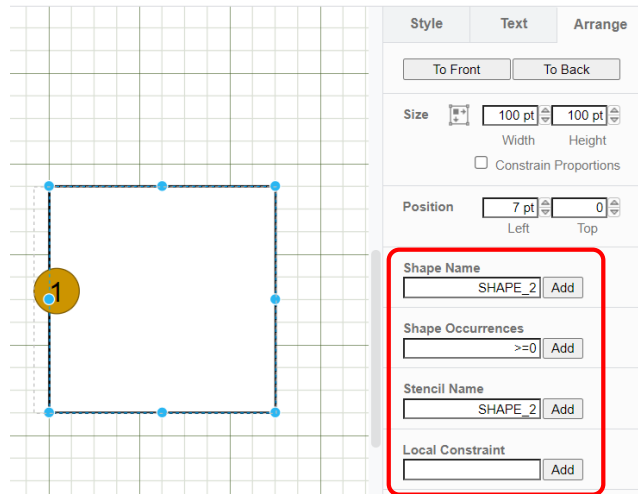 Style Text Arrange
To Front To Back
Size 100 pt 100 pt
Width Height
Constrain Proportions
Position 7 pt 0
Left Top
1
Shape Name
SHAPE_2 Add
Shape Occurrences
>=0 Add
Stencil Name
SHAPE_2 Add
Local Constraint
Add